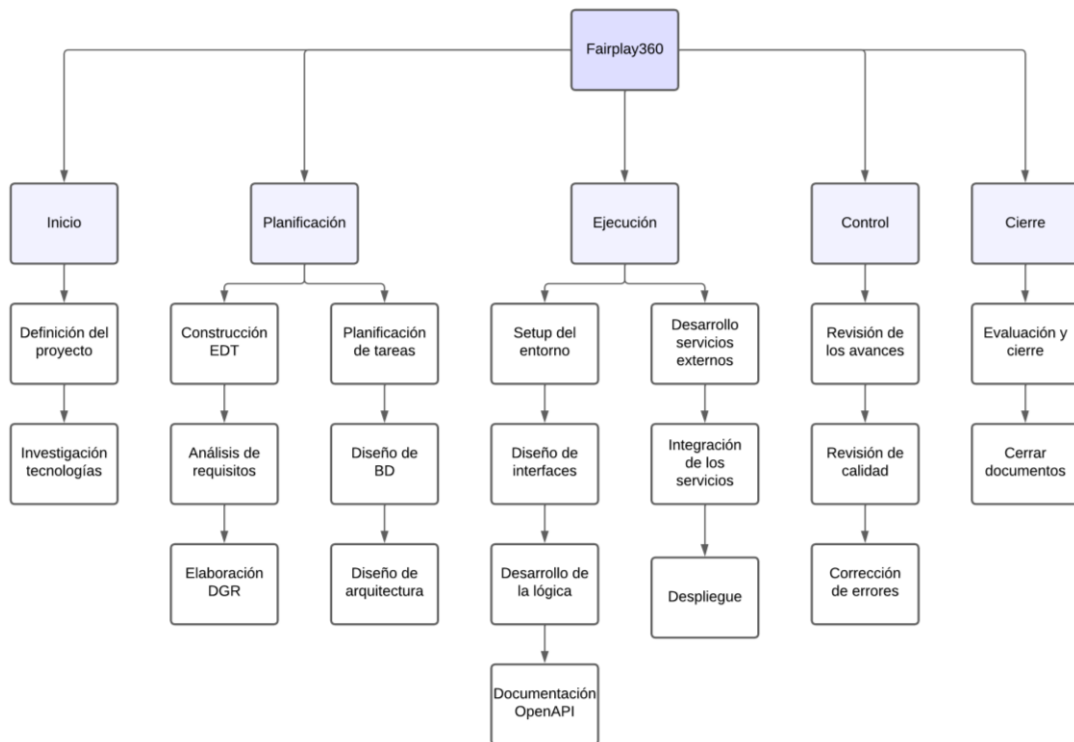 Fairplay360
Inicio
Planificación
Ejecución
Control
Cierre
Definición del
proyecto
Construcción
EDT
Planificación
de tareas
Setup del
entorno
Desarrollo
servicios
externos
Revisión de
los avances
Evaluación y
cierre
Investigación
tecnologías
Análisis de
requisitos
Diseño de
BD
Diseño de
interfaces
Integración
de los
servicios
Revisión de
calidad
Cerrar
documentos
Elaboración
DGR
Diseño de
arquitectura
Desarrollo de
la lógica
Despliegue
Corrección
de errores
Documentación
OpenAPI